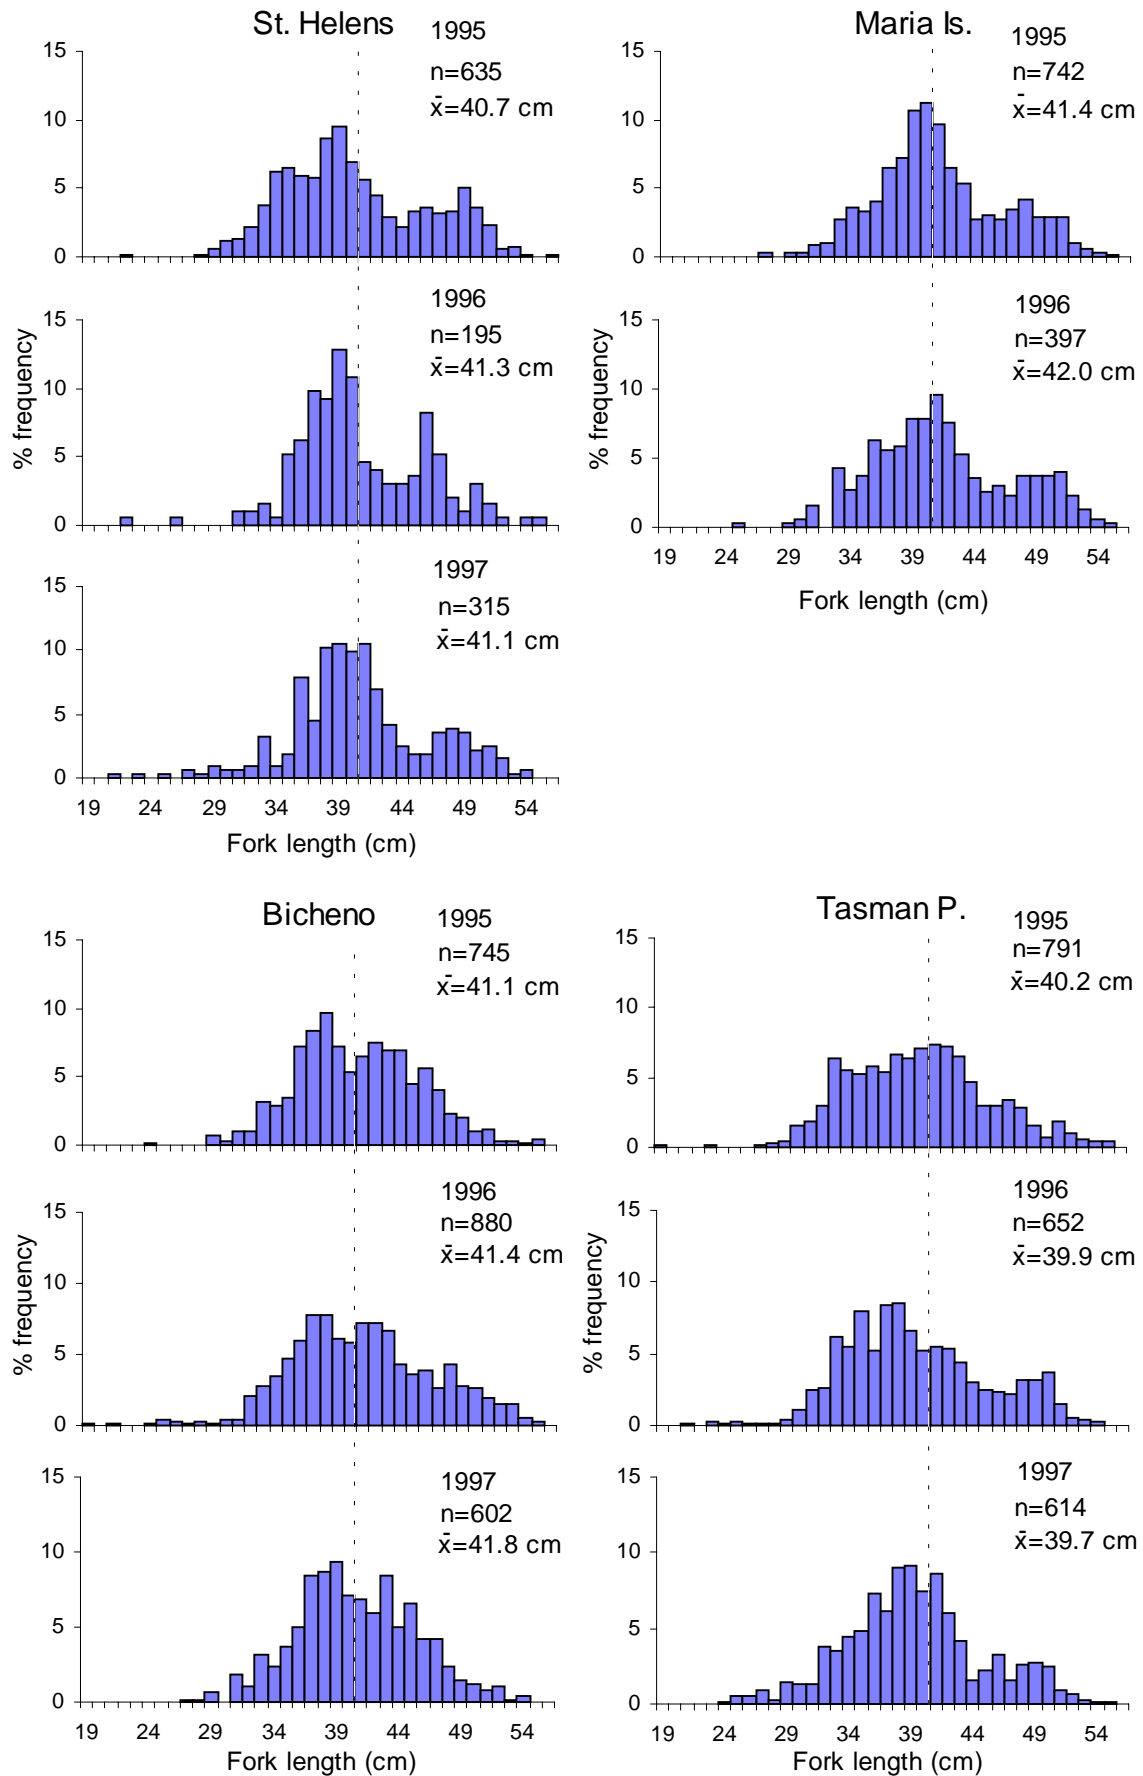 St. Helens
1995
n=635
x̄=40.7 cm
15
10
5
0
1996
n=195
x̄=41.3 cm
15
10
5
0
% frequency
1997
n=315
x̄=41.1 cm
15
10
5
0
19 24 29 34 39 44 49 54
Fork length (cm)
Maria Is.
1995
n=742
x̄=41.4 cm
15
10
5
0
1996
n=397
x̄=42.0 cm
15
10
5
0
% frequency
19 24 29 34 39 44 49 54
Fork length (cm)
Bicheno
1995
n=745
x̄=41.1 cm
15
10
5
0
1996
n=880
x̄=41.4 cm
15
10
5
0
% frequency
1997
n=602
x̄=41.8 cm
15
10
5
0
19 24 29 34 39 44 49 54
Fork length (cm)
Tasman P.
1995
n=791
x̄=40.2 cm
15
10
5
0
1996
n=652
x̄=39.9 cm
15
10
5
0
% frequency
1997
n=614
x̄=39.7 cm
15
10
5
0
19 24 29 34 39 44 49 54
Fork length (cm)